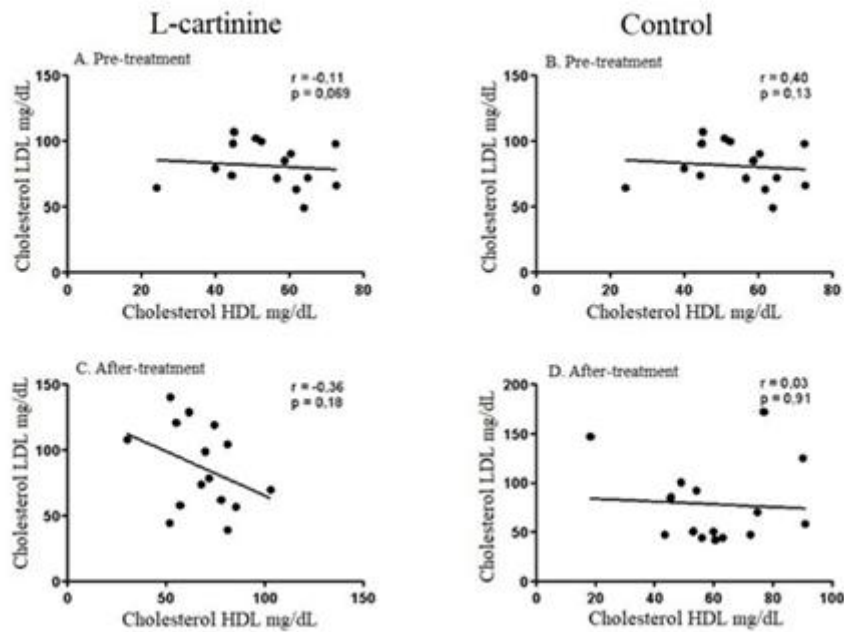 L-cartinine
Control
A. Pre-treatment
r = -0,11
p = 0,069
Cholesterol LDL mg/dL
150
100
50
0
0 20 40 60 80
Cholesterol HDL mg/dL
B. Pre-treatment
r = 0,40
p = 0,13
Cholesterol LDL mg/dL
150
100
50
0
0 20 40 60 80
Cholesterol HDL mg/dL
C. After-treatment
r = -0,36
p = 0,18
Cholesterol LDL mg/dL
150
100
50
0
0 50 100 150
Cholesterol HDL mg/dL
D. After-treatment
r = 0,03
p = 0,91
Cholesterol LDL mg/dL
200
150
100
50
0
0 20 40 60 80 100
Cholesterol HDL mg/dL